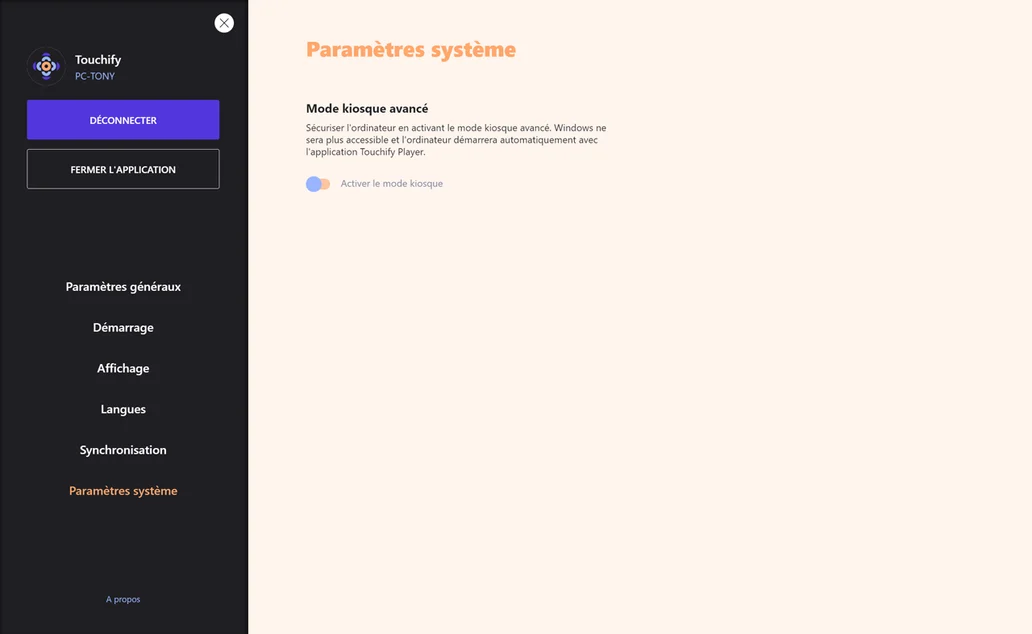 Touchify
PC-TONY
DÉCONNECTER
FERMER L'APPLICATION
Paramètres généraux
Démarrage
Affichage
Langues
Synchronisation
Paramètres système
A propos
Paramètres système
Mode kiosque avancé
Sécuriser l'ordinateur en activant le mode kiosque avancé. Windows ne
sera plus accessible et l'ordinateur démarrera automatiquement avec
l'application Touchify Player.
Activer le mode kiosque